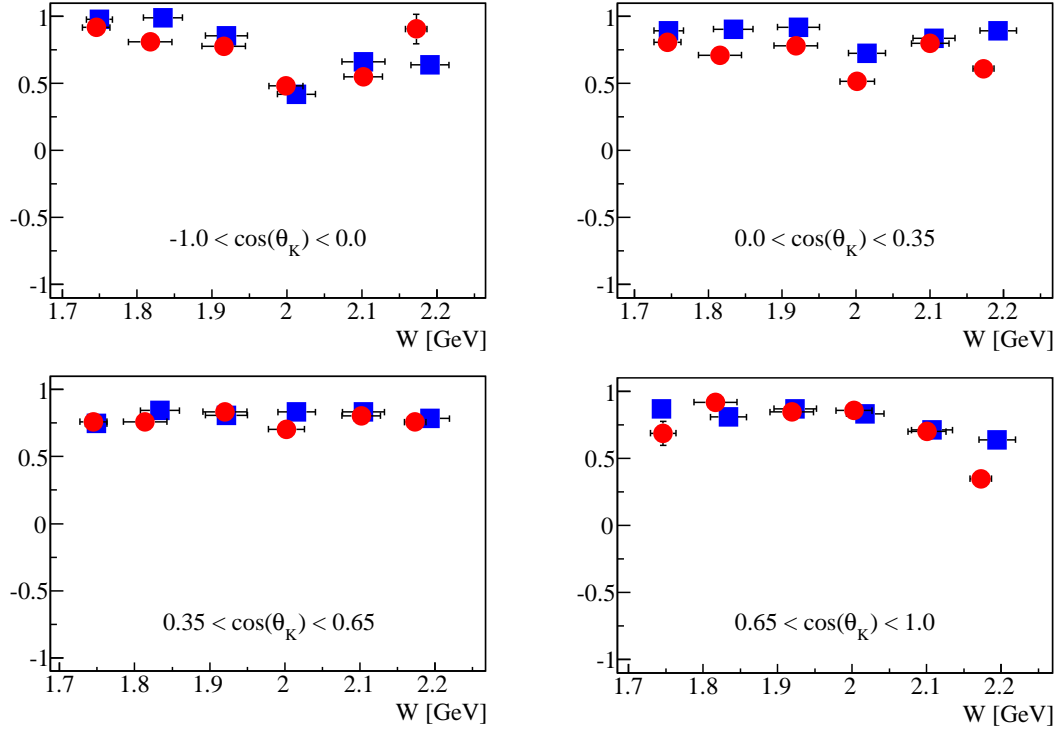 1
0.5
0
-0.5
-1
-1.0 < cos(θ_K) < 0.0
1.7 1.8 1.9 2 2.1 2.2
W [GeV]
1
0.5
0
-0.5
-1
0.0 < cos(θ_K) < 0.35
1.7 1.8 1.9 2 2.1 2.2
W [GeV]
1
0.5
0
-0.5
-1
0.35 < cos(θ_K) < 0.65
1.7 1.8 1.9 2 2.1 2.2
W [GeV]
1
0.5
0
-0.5
-1
0.65 < cos(θ_K) < 1.0
1.7 1.8 1.9 2 2.1 2.2
W [GeV]